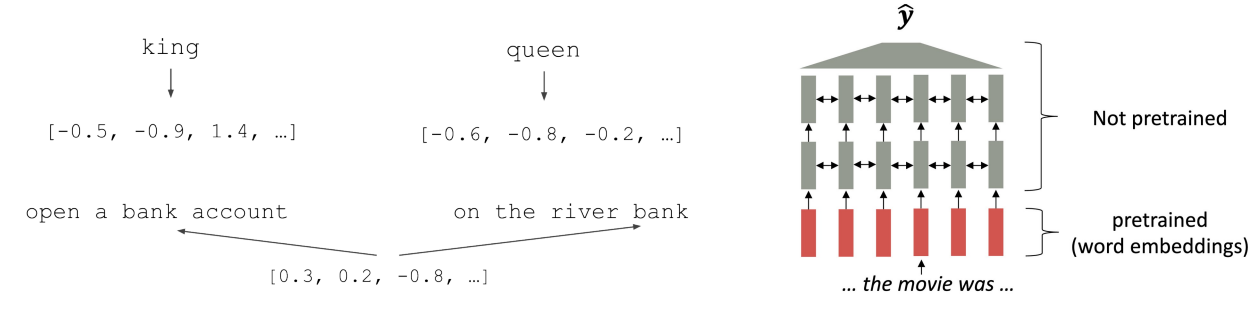 king
queen
[-0.5, -0.9, 1.4, …]
[-0.6, -0.8, -0.2, …]
open a bank account
on the river bank
[0.3, 0.2, -0.8, …]
ŷ
Not pretrained
pretrained
(word embeddings)
... the movie was ...